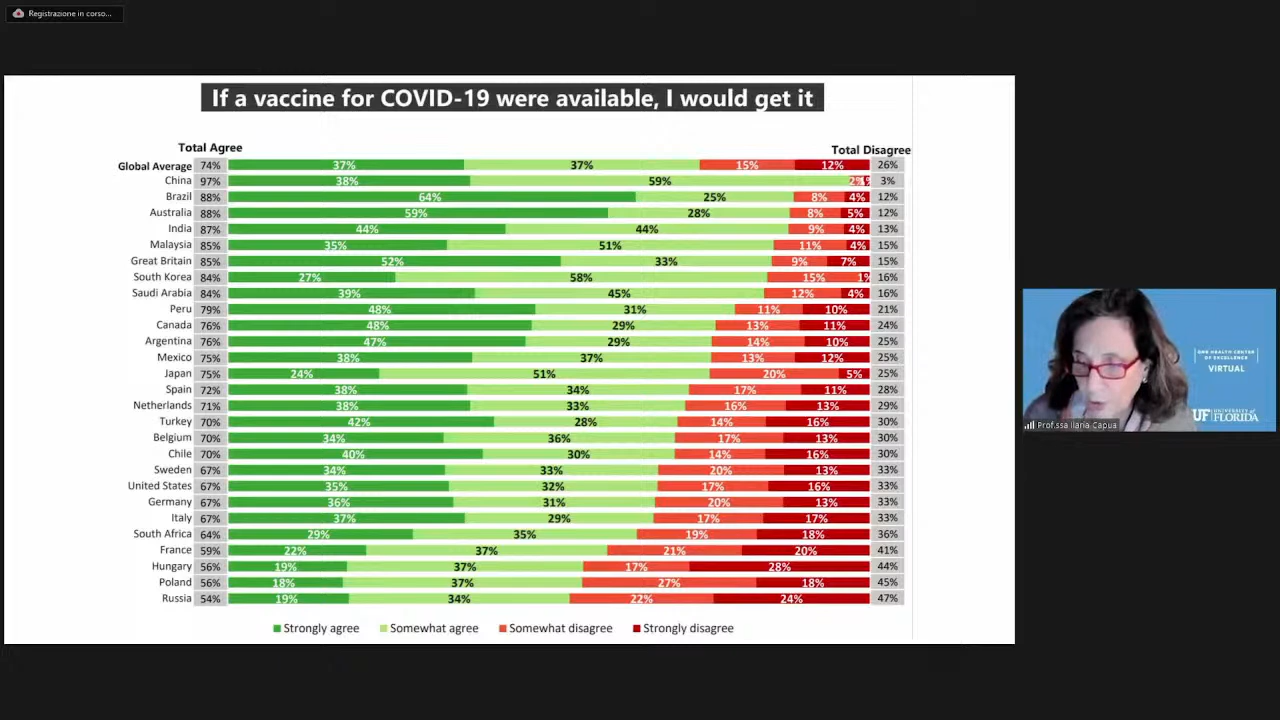 Registrazione in corso...
If a vaccine for COVID-19 were available, I would get it
Total Agree
Total Disagree
Global Average 74% 37% 37% 15% 12% 26%
China 97% 38% 59% 2% 1% 3%
Brazil 88% 64% 25% 8% 4% 12%
Australia 88% 59% 28% 8% 5% 12%
India 87% 44% 44% 9% 4% 13%
Malaysia 85% 35% 51% 11% 4% 15%
Great Britain 85% 52% 33% 9% 7% 15%
South Korea 84% 27% 58% 15% 1% 16%
Saudi Arabia 84% 39% 45% 12% 4% 16%
Peru 79% 48% 31% 11% 10% 21%
Canada 76% 48% 29% 13% 11% 24%
Argentina 76% 47% 29% 14% 10% 25%
Mexico 75% 38% 37% 13% 12% 25%
Japan 75% 24% 51% 20% 5% 25%
Spain 72% 38% 34% 17% 11% 28%
Netherlands 71% 38% 33% 16% 13% 29%
Turkey 70% 42% 28% 14% 16% 30%
Belgium 70% 34% 36% 17% 13% 30%
Chile 70% 40% 30% 14% 16% 30%
Sweden 67% 34% 33% 20% 13% 33%
United States 67% 35% 32% 17% 16% 33%
Germany 67% 36% 31% 20% 13% 33%
Italy 67% 37% 29% 17% 17% 33%
South Africa 64% 29% 35% 19% 18% 36%
France 59% 22% 37% 21% 20% 41%
Hungary 56% 19% 37% 17% 28% 44%
Poland 56% 18% 37% 27% 18% 45%
Russia 54% 19% 34% 22% 24% 47%
Strongly agree Somewhat agree Somewhat disagree Strongly disagree
ONE HEALTH CENTER
OF EXCELLENCE
VIRTUAL
UF UNIVERSITY of
FLORIDA
Prof.ssa Ilaria Capua